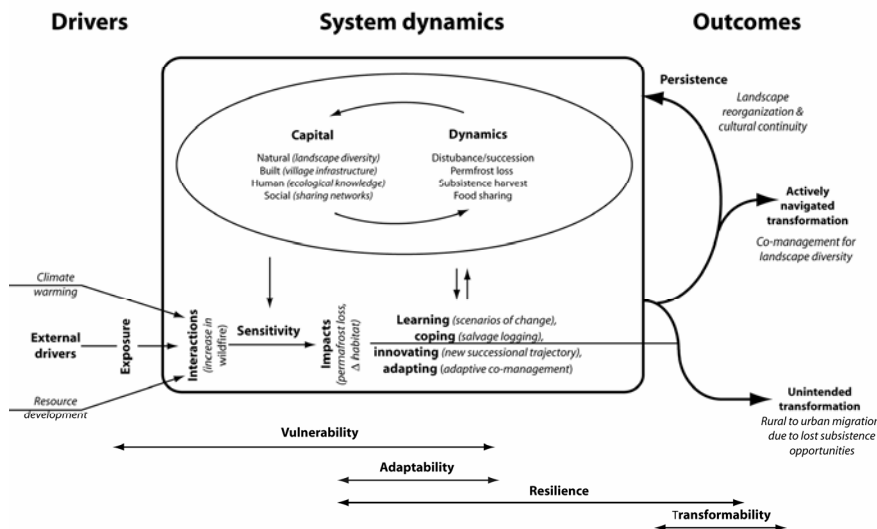 Drivers
System dynamics
Outcomes
Persistence
Landscape
reorganization &
cultural continuity
Capital
Natural (landscape diversity)
Built (village infrastructure)
Human (ecological knowledge)
Social (sharing networks)
Dynamics
Distubance/succession
Permfrost loss
Subsistence harvest
Food sharing
Actively
navigated
transformation
Co-management for
landscape diversity
Climate
warming
External
drivers
Resource
development
Exposure
Interactions
(increase in
wildfire)
Sensitivity
Impacts
(permafrost loss,
Δ habitat)
Learning (scenarios of change),
coping (salvage logging),
innovating (new successional trajectory),
adapting (adaptive co-management)
Unintended
transformation
Rural to urban migration
due to lost subsistence
opportunities
Vulnerability
Adaptability
Resilience
Transformability